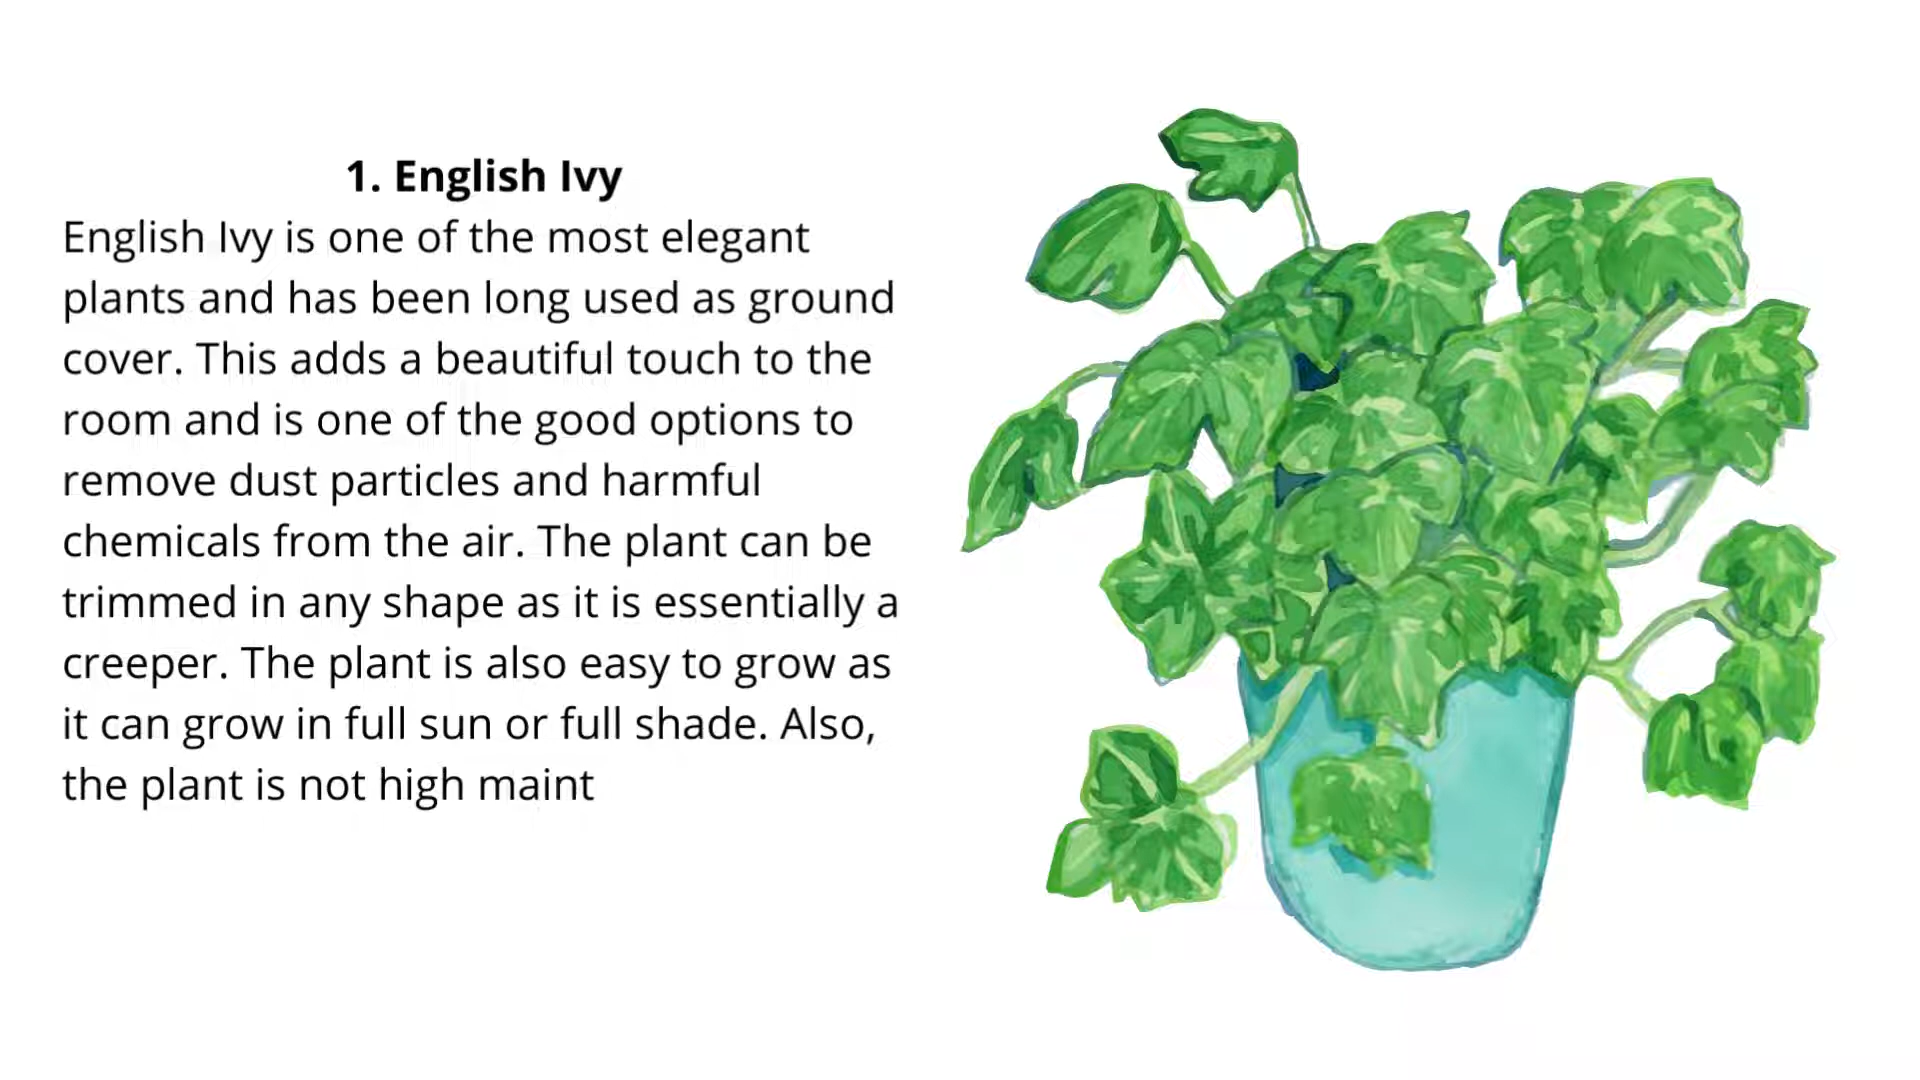 1. English Ivy
English Ivy is one of the most elegant
plants and has been long used as ground
cover. This adds a beautiful touch to the
room and is one of the good options to
remove dust particles and harmful
chemicals from the air. The plant can be
trimmed in any shape as it is essentially a
creeper. The plant is also easy to grow as
it can grow in full sun or full shade. Also,
the plant is not high maint